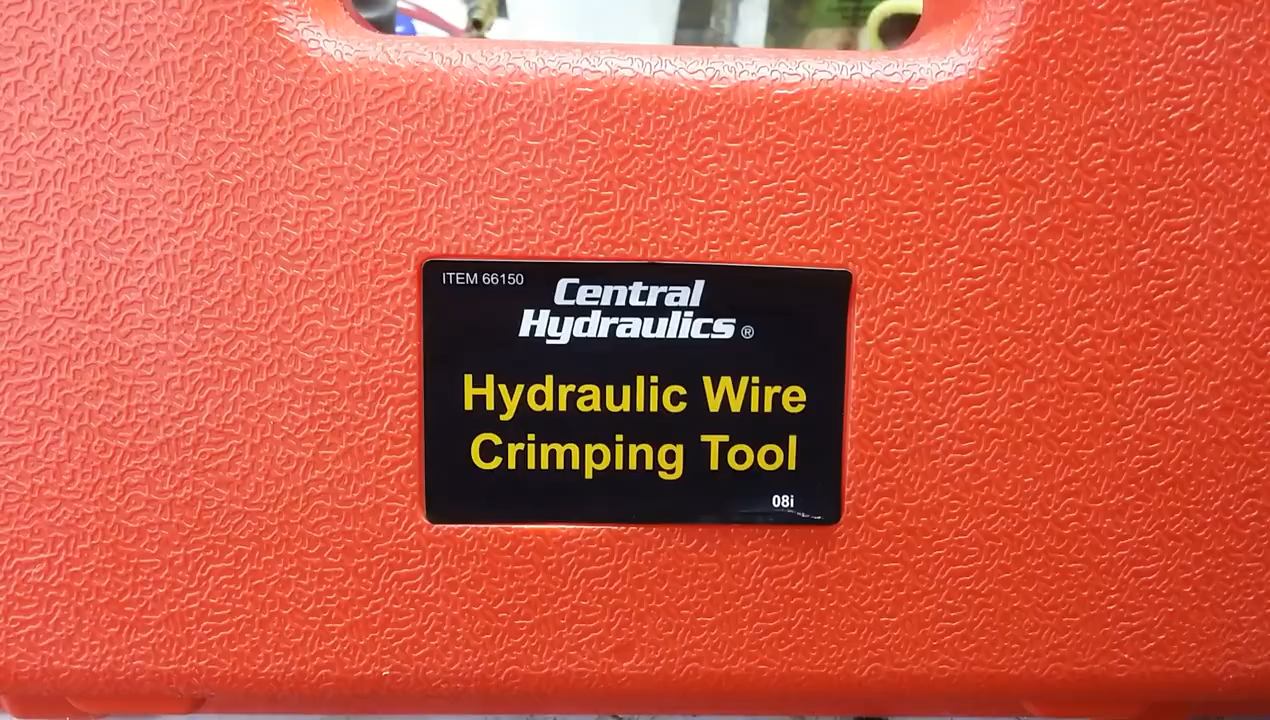 ITEM 66150
Central
Hydraulics ®
Hydraulic Wire
Crimping Tool
08i